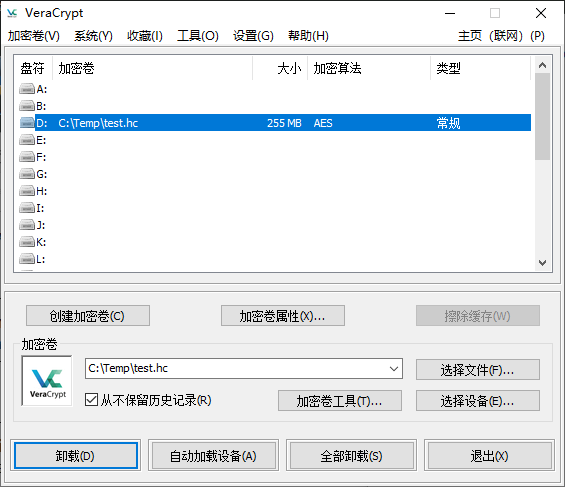 VeraCrypt
加密卷(V) 系统(Y) 收藏(I) 工具(O) 设置(G) 帮助(H) 主页 (联网) (P)
盘符 加密卷 大小 加密算法 类型
A:
B:
D: C:\Temp\test.hc 255 MB AES 常规
E:
F:
G:
H:
I:
J:
K:
L:
创建加密卷(C) 加密卷属性(X)... 擦除缓存(W)
加密卷
VeraCrypt
C:\Temp\test.hc 选择文件(F)...
从不保留历史记录(R) 加密卷工具(T)... 选择设备(E)...
卸载(D) 自动加载设备(A) 全部卸载(S) 退出(X)